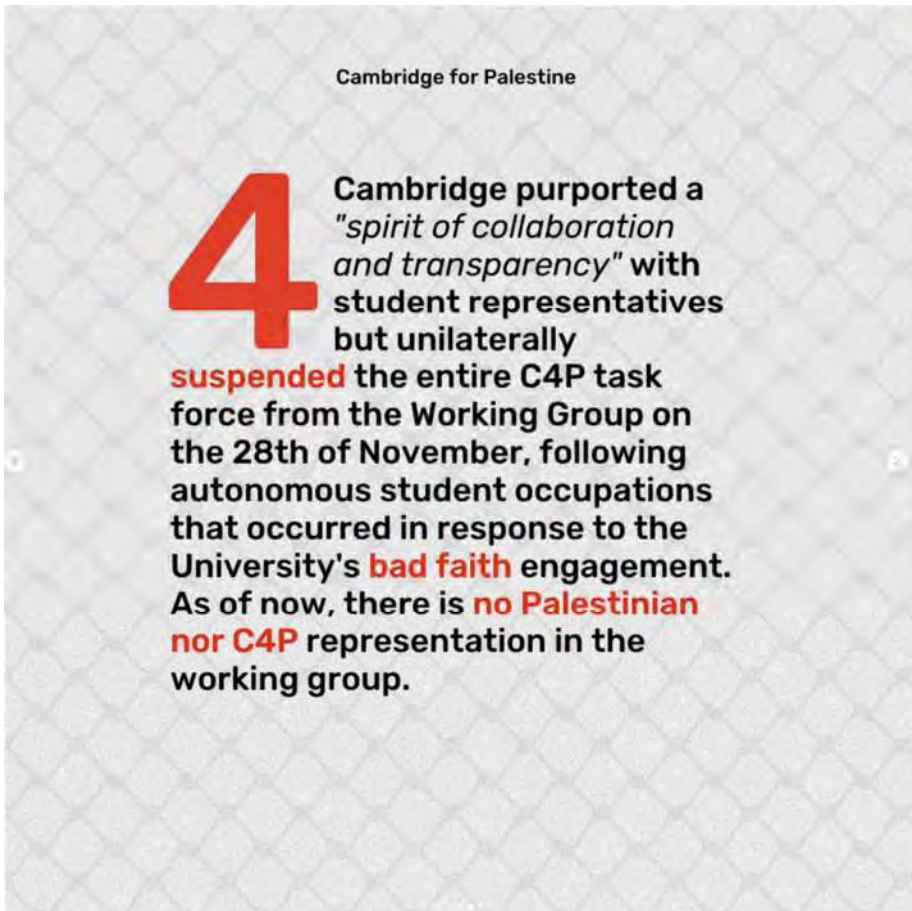 Cambridge for Palestine
4
Cambridge purported a
"spirit of collaboration
and transparency" with
student representatives
but unilaterally
suspended the entire C4P task
force from the Working Group on
the 28th of November, following
autonomous student occupations
that occurred in response to the
University's bad faith engagement.
As of now, there is no Palestinian
nor C4P representation in the
working group.